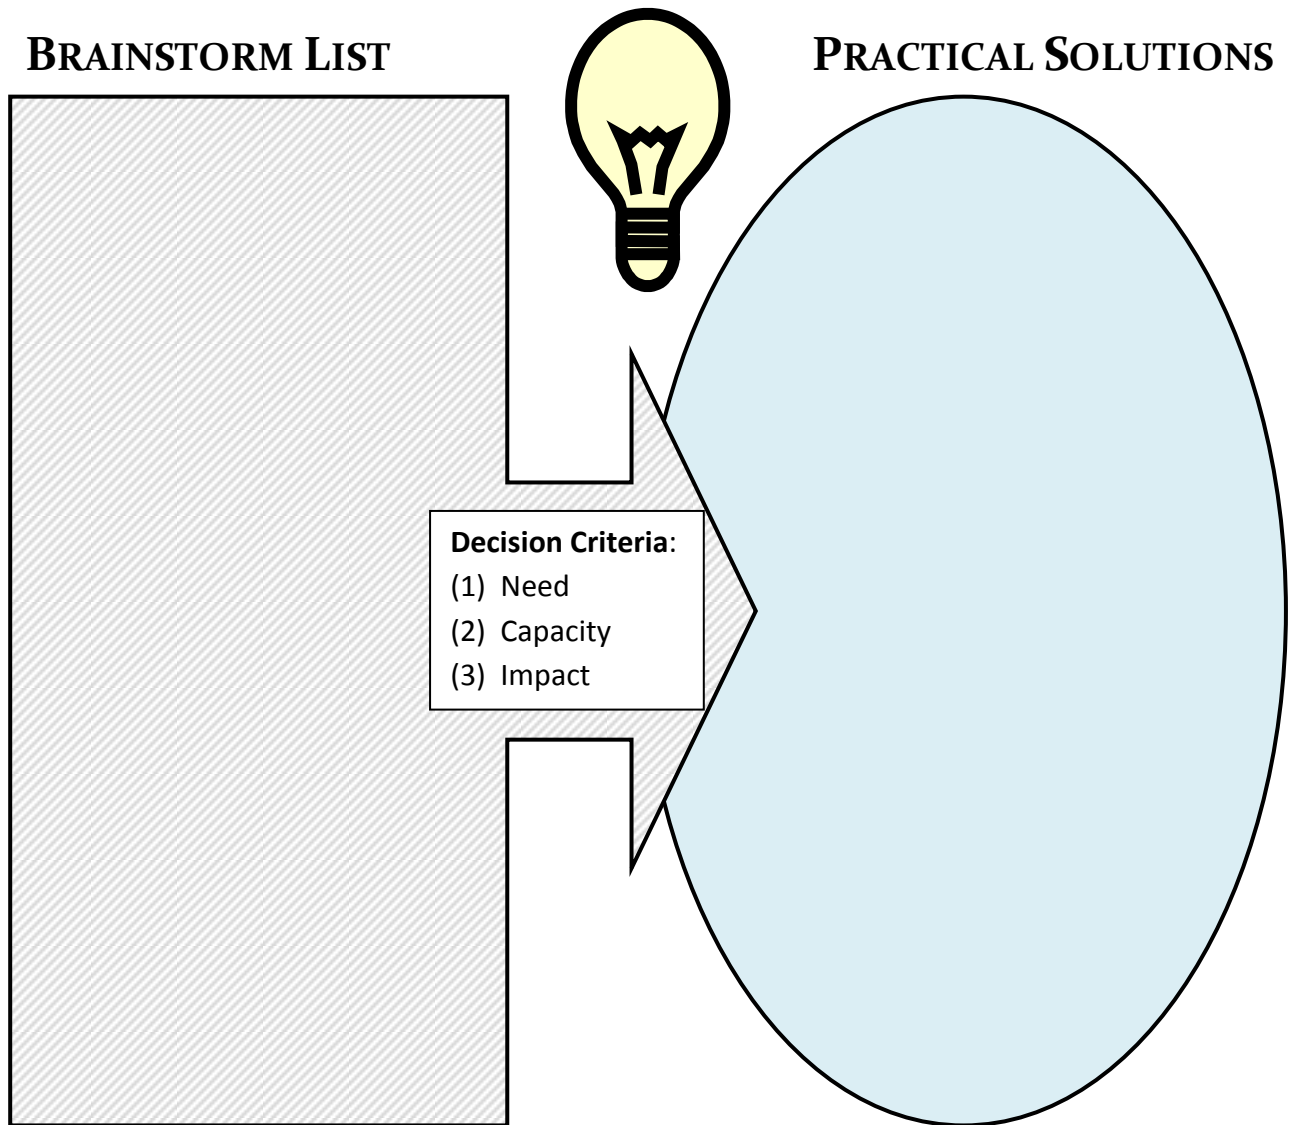 BRAINSTORM LIST
PRACTICAL SOLUTIONS
Decision Criteria:
(1) Need
(2) Capacity
(3) Impact